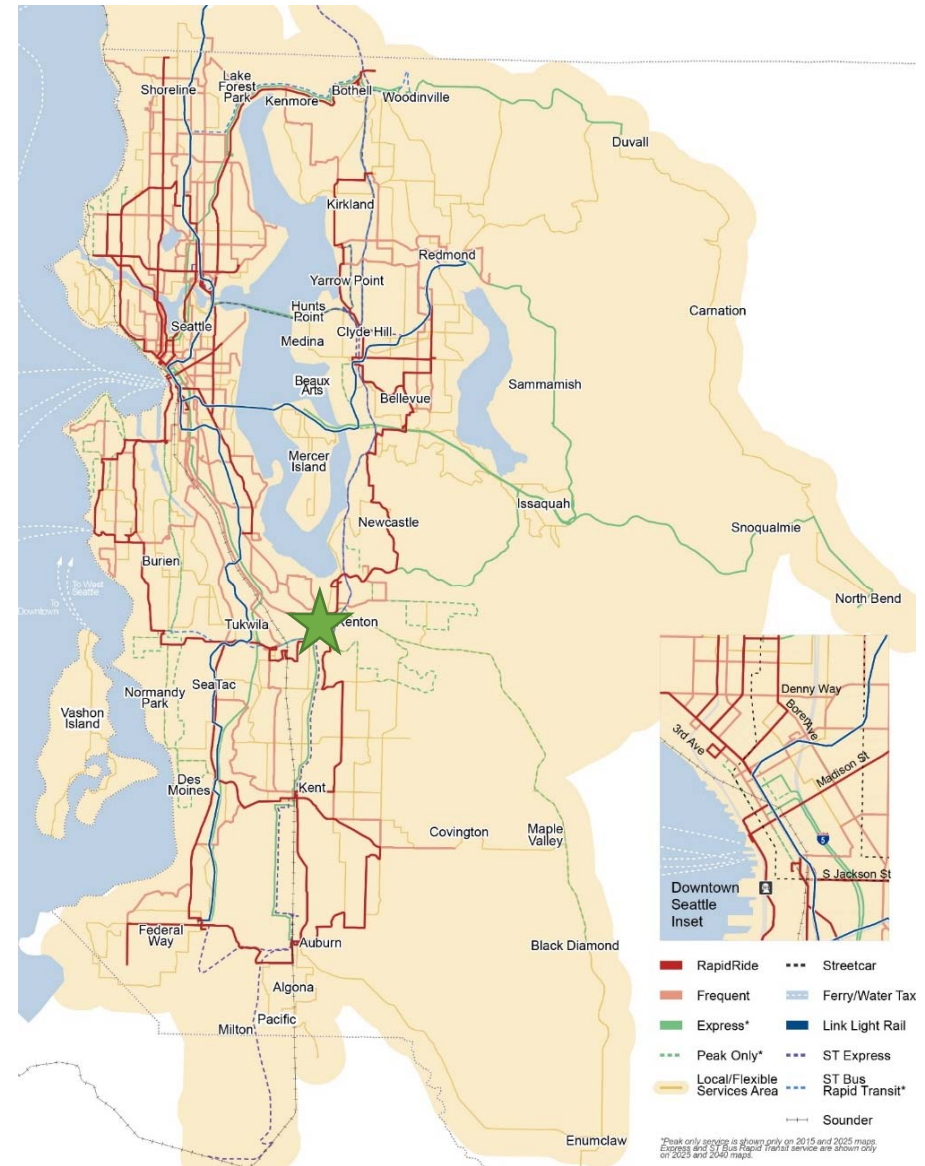 Shoreline
Lake
Forest
Park
Kenmore
Bothell
Woodinville
Duvall
Kirkland
Redmond
Yarrow Point
Hunts
Point
Clyde Hill
Medina
Carnation
Seattle
Beaux
Arts
Bellevue
Sammamish
Mercer
Island
Issaquah
Newcastle
Snoqualmie
Burien
North Bend
To West
Seattle
To
Downtown
Tukwila
enton
SeaTac
Normandy
Park
Vashon
Island
Des
Moines
Kent
Covington
Maple
Valley
Federal
Way
Auburn
Black Diamond
Algona
Pacific
Milton
Enumclaw
Denny Way
Boren
Ave
3rd Ave
Madison St
5
S Jackson St
Downtown
Seattle
Inset
RapidRide
Frequent
Express*
Peak Only*
Local/Flexible
Services Area
Streetcar
Ferry/Water Tax
Link Light Rail
ST Express
ST Bus
Rapid Transit*
Sounder
*Peak only service is shown only on 2015 and 2025 maps.
Express and ST Bus Rapid Transit service are shown only
on 2025 and 2040 maps.